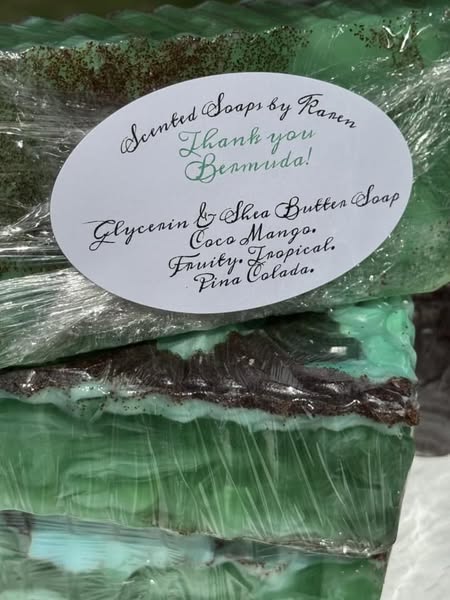 Scented Soaps by Karen
Thank you
Bermuda!
Glycerin & Shea Butter Soap
Coco Mango.
Fruity. Tropical.
Pina Colada.